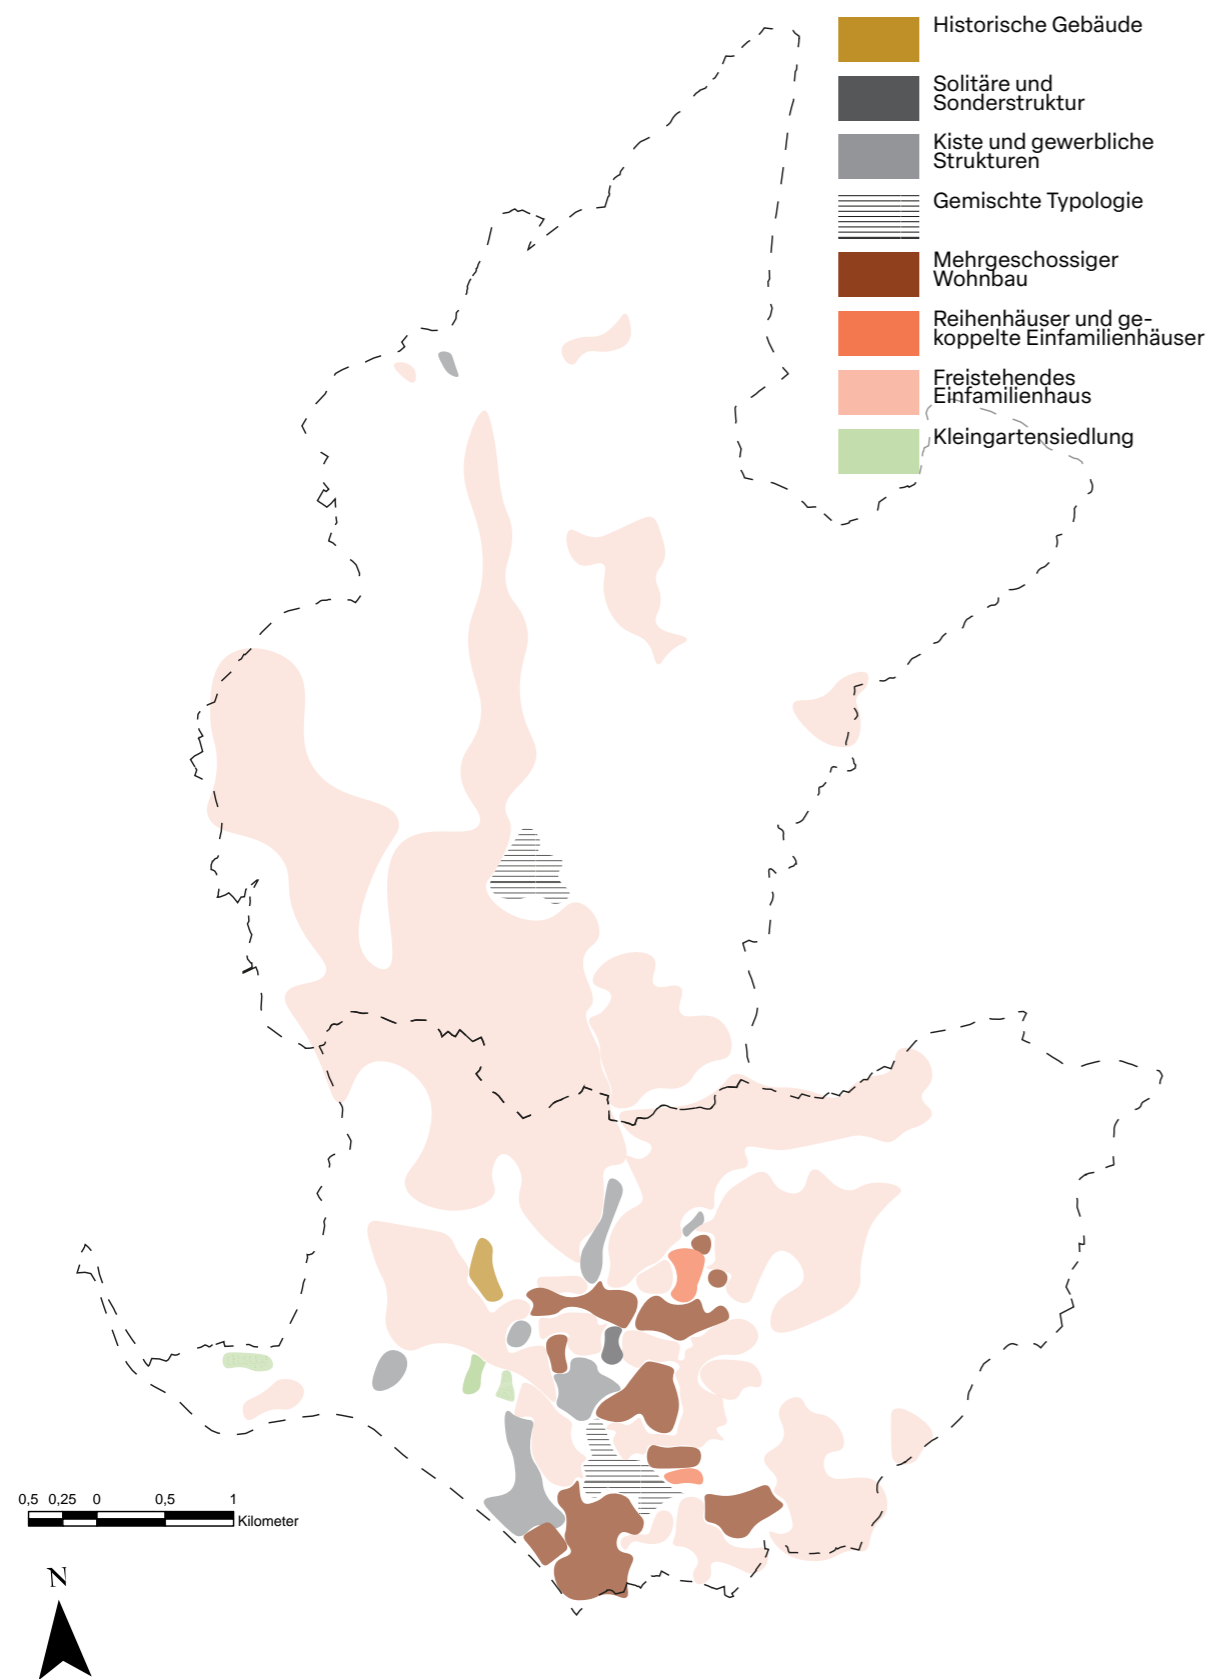 Historische Gebäude
Solitäre und
Sonderstruktur
Kiste und gewerbliche
Strukturen
Gemischte Typologie
Mehrgeschossiger
Wohnbau
Reihenhäuser und ge-
koppelte Einfamilienhäuser
Freistehendes
Einfamilienhaus
Kleingartensiedlung
0,5 0,25 0 0,5 1
Kilometer
N